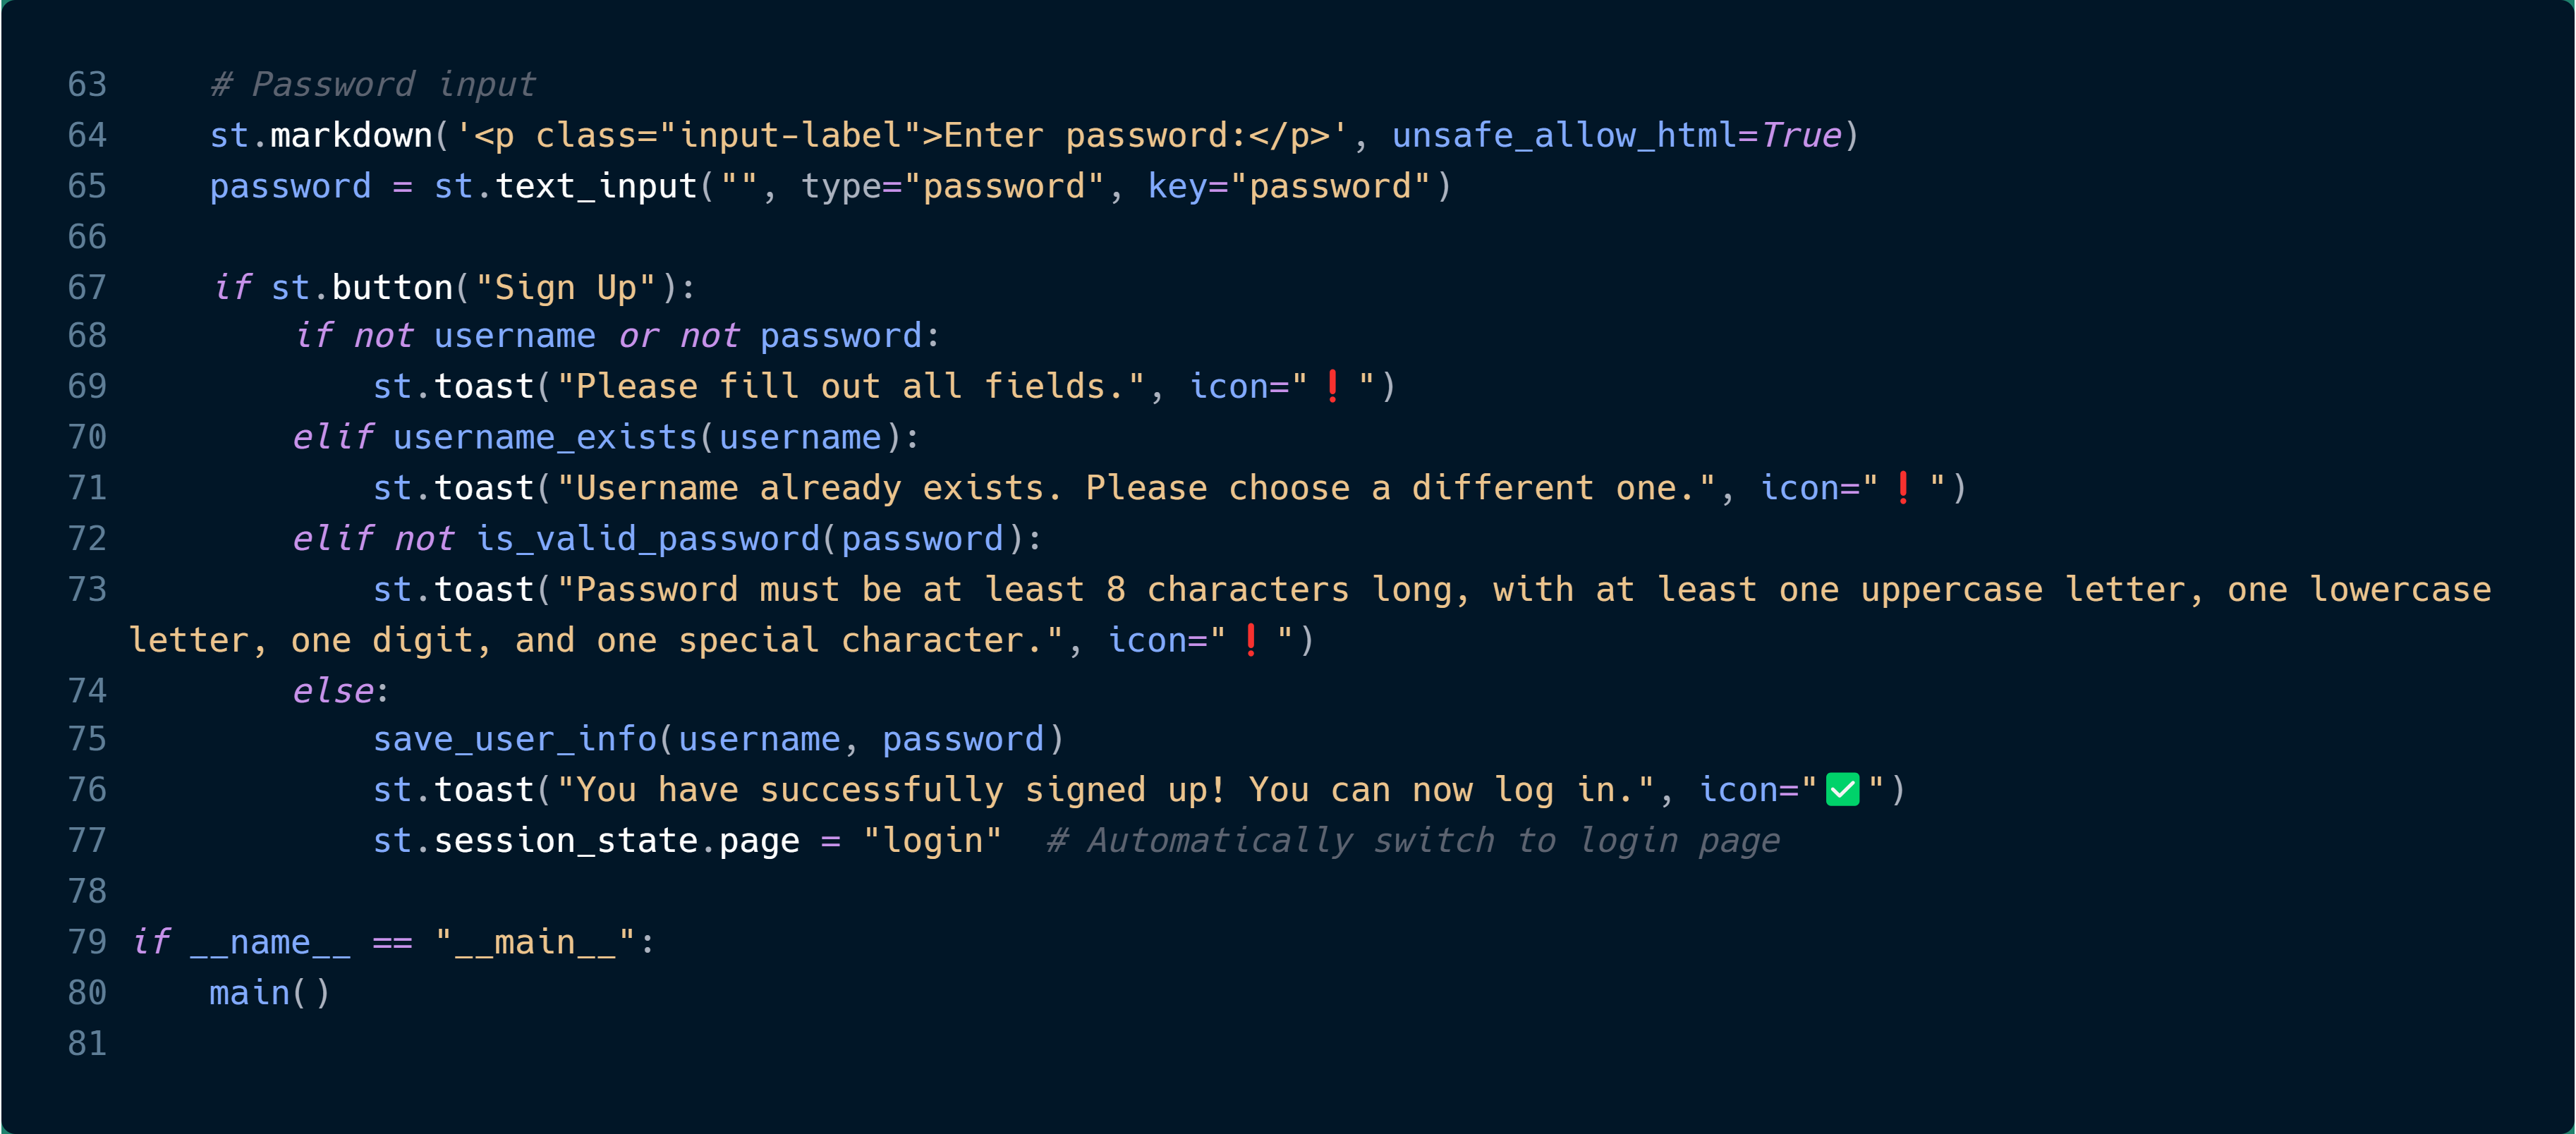 63     # Password input
64     st.markdown('<p class="input-label">Enter password:</p>', unsafe_allow_html=True)
65     password = st.text_input("", type="password", key="password")
66
67     if st.button("Sign Up"):
68         if not username or not password:
69             st.toast("Please fill out all fields.", icon="❗")
70         elif username_exists(username):
71             st.toast("Username already exists. Please choose a different one.", icon="❗")
72         elif not is_valid_password(password):
73             st.toast("Password must be at least 8 characters long, with at least one uppercase letter, one lowercase
letter, one digit, and one special character.", icon="❗")
74         else:
75             save_user_info(username, password)
76             st.toast("You have successfully signed up! You can now log in.", icon="✅")
77             st.session_state.page = "login"  # Automatically switch to login page
78
79 if __name__ == "__main__":
80     main()
81